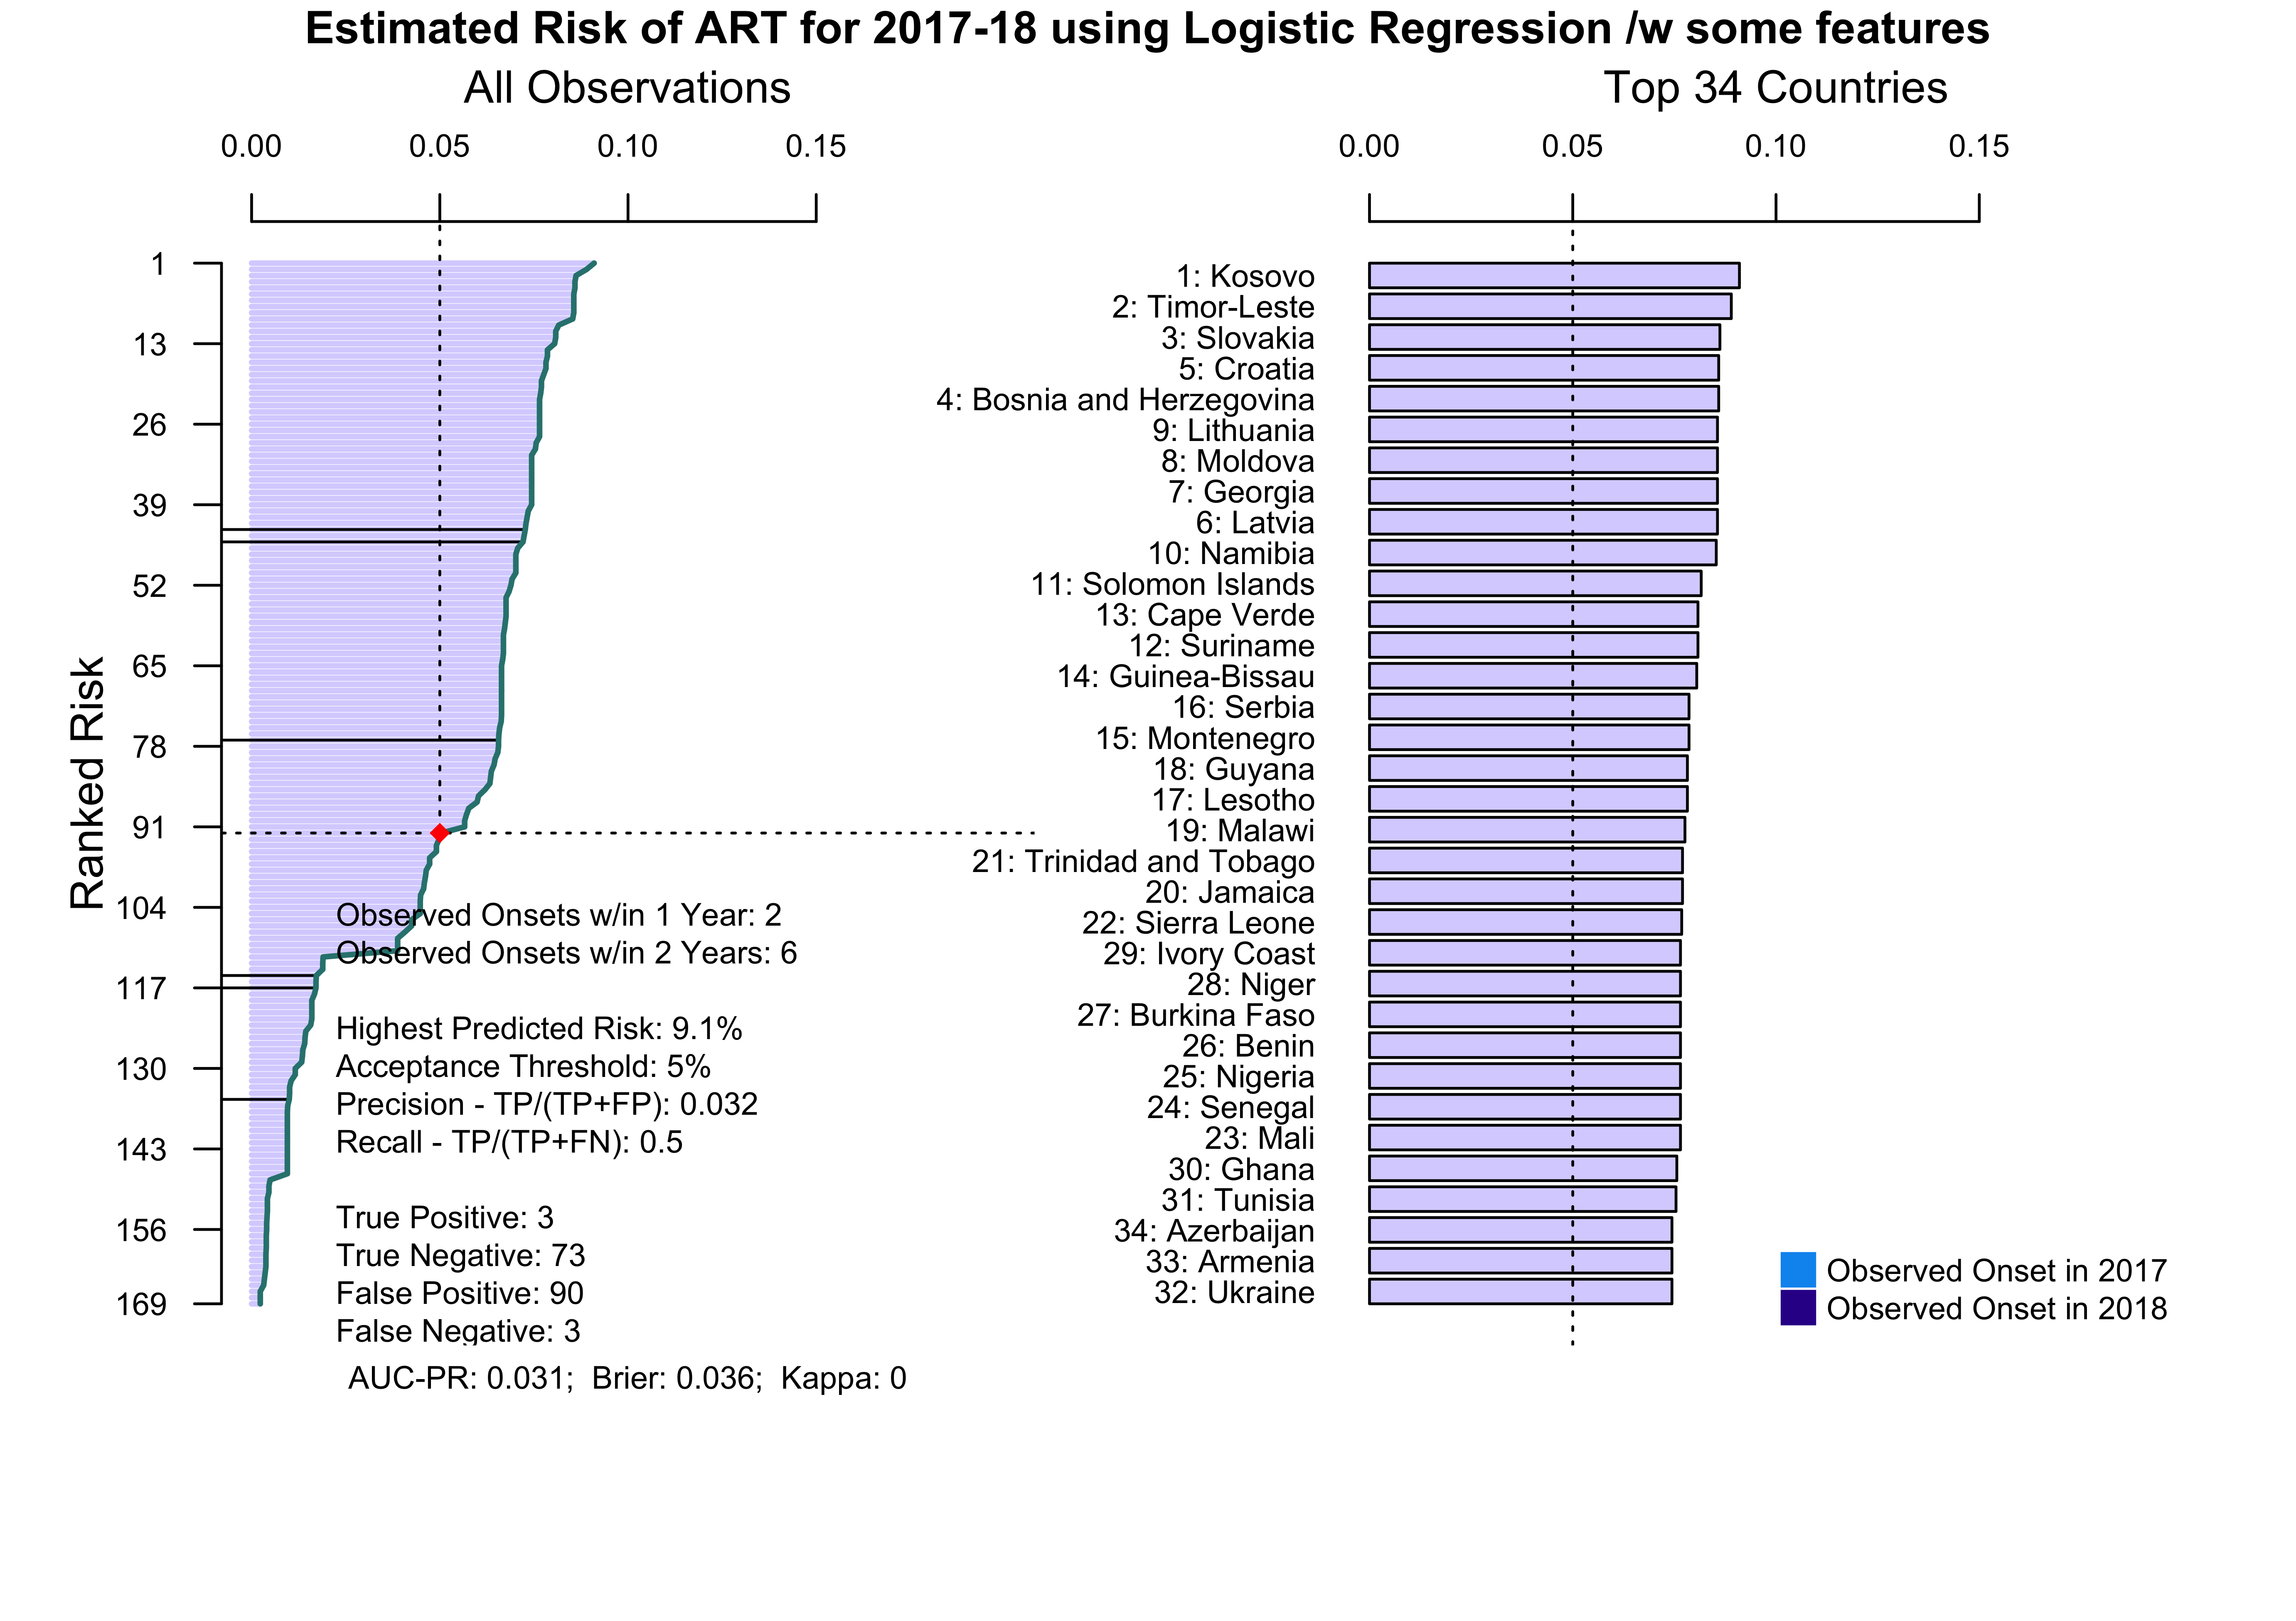 Estimated Risk of ART for 2017-18 using Logistic Regression /w some features
All Observations
0.00 0.05 0.10 0.15
Ranked Risk
1
13
26
39
52
65
78
91
104
117
130
143
156
169
Observed Onsets w/in 1 Year: 2
Observed Onsets w/in 2 Years: 6
Highest Predicted Risk: 9.1%
Acceptance Threshold: 5%
Precision - TP/(TP+FP): 0.032
Recall - TP/(TP+FN): 0.5
True Positive: 3
True Negative: 73
False Positive: 90
False Negative: 3
AUC-PR: 0.031; Brier: 0.036; Kappa: 0
Top 34 Countries
0.00 0.05 0.10 0.15
1: Kosovo
2: Timor-Leste
3: Slovakia
5: Croatia
4: Bosnia and Herzegovina
9: Lithuania
8: Moldova
7: Georgia
6: Latvia
10: Namibia
11: Solomon Islands
13: Cape Verde
12: Suriname
14: Guinea-Bissau
16: Serbia
15: Montenegro
18: Guyana
17: Lesotho
19: Malawi
21: Trinidad and Tobago
20: Jamaica
22: Sierra Leone
29: Ivory Coast
28: Niger
27: Burkina Faso
26: Benin
25: Nigeria
24: Senegal
23: Mali
30: Ghana
31: Tunisia
34: Azerbaijan
33: Armenia
32: Ukraine
Observed Onset in 2017
Observed Onset in 2018